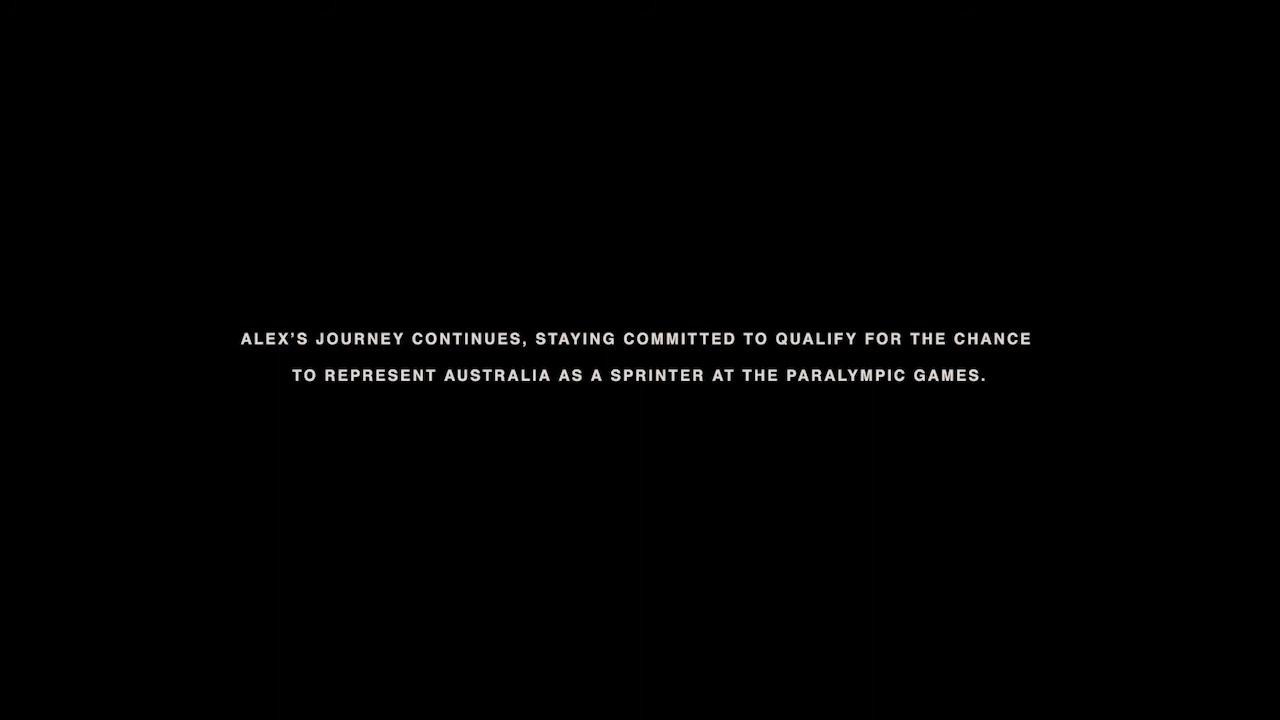 ALEX'S JOURNEY CONTINUES, STAYING COMMITTED TO QUALIFY FOR THE CHANCE
TO REPRESENT AUSTRALIA AS A SPRINTER AT THE PARALYMPIC GAMES.